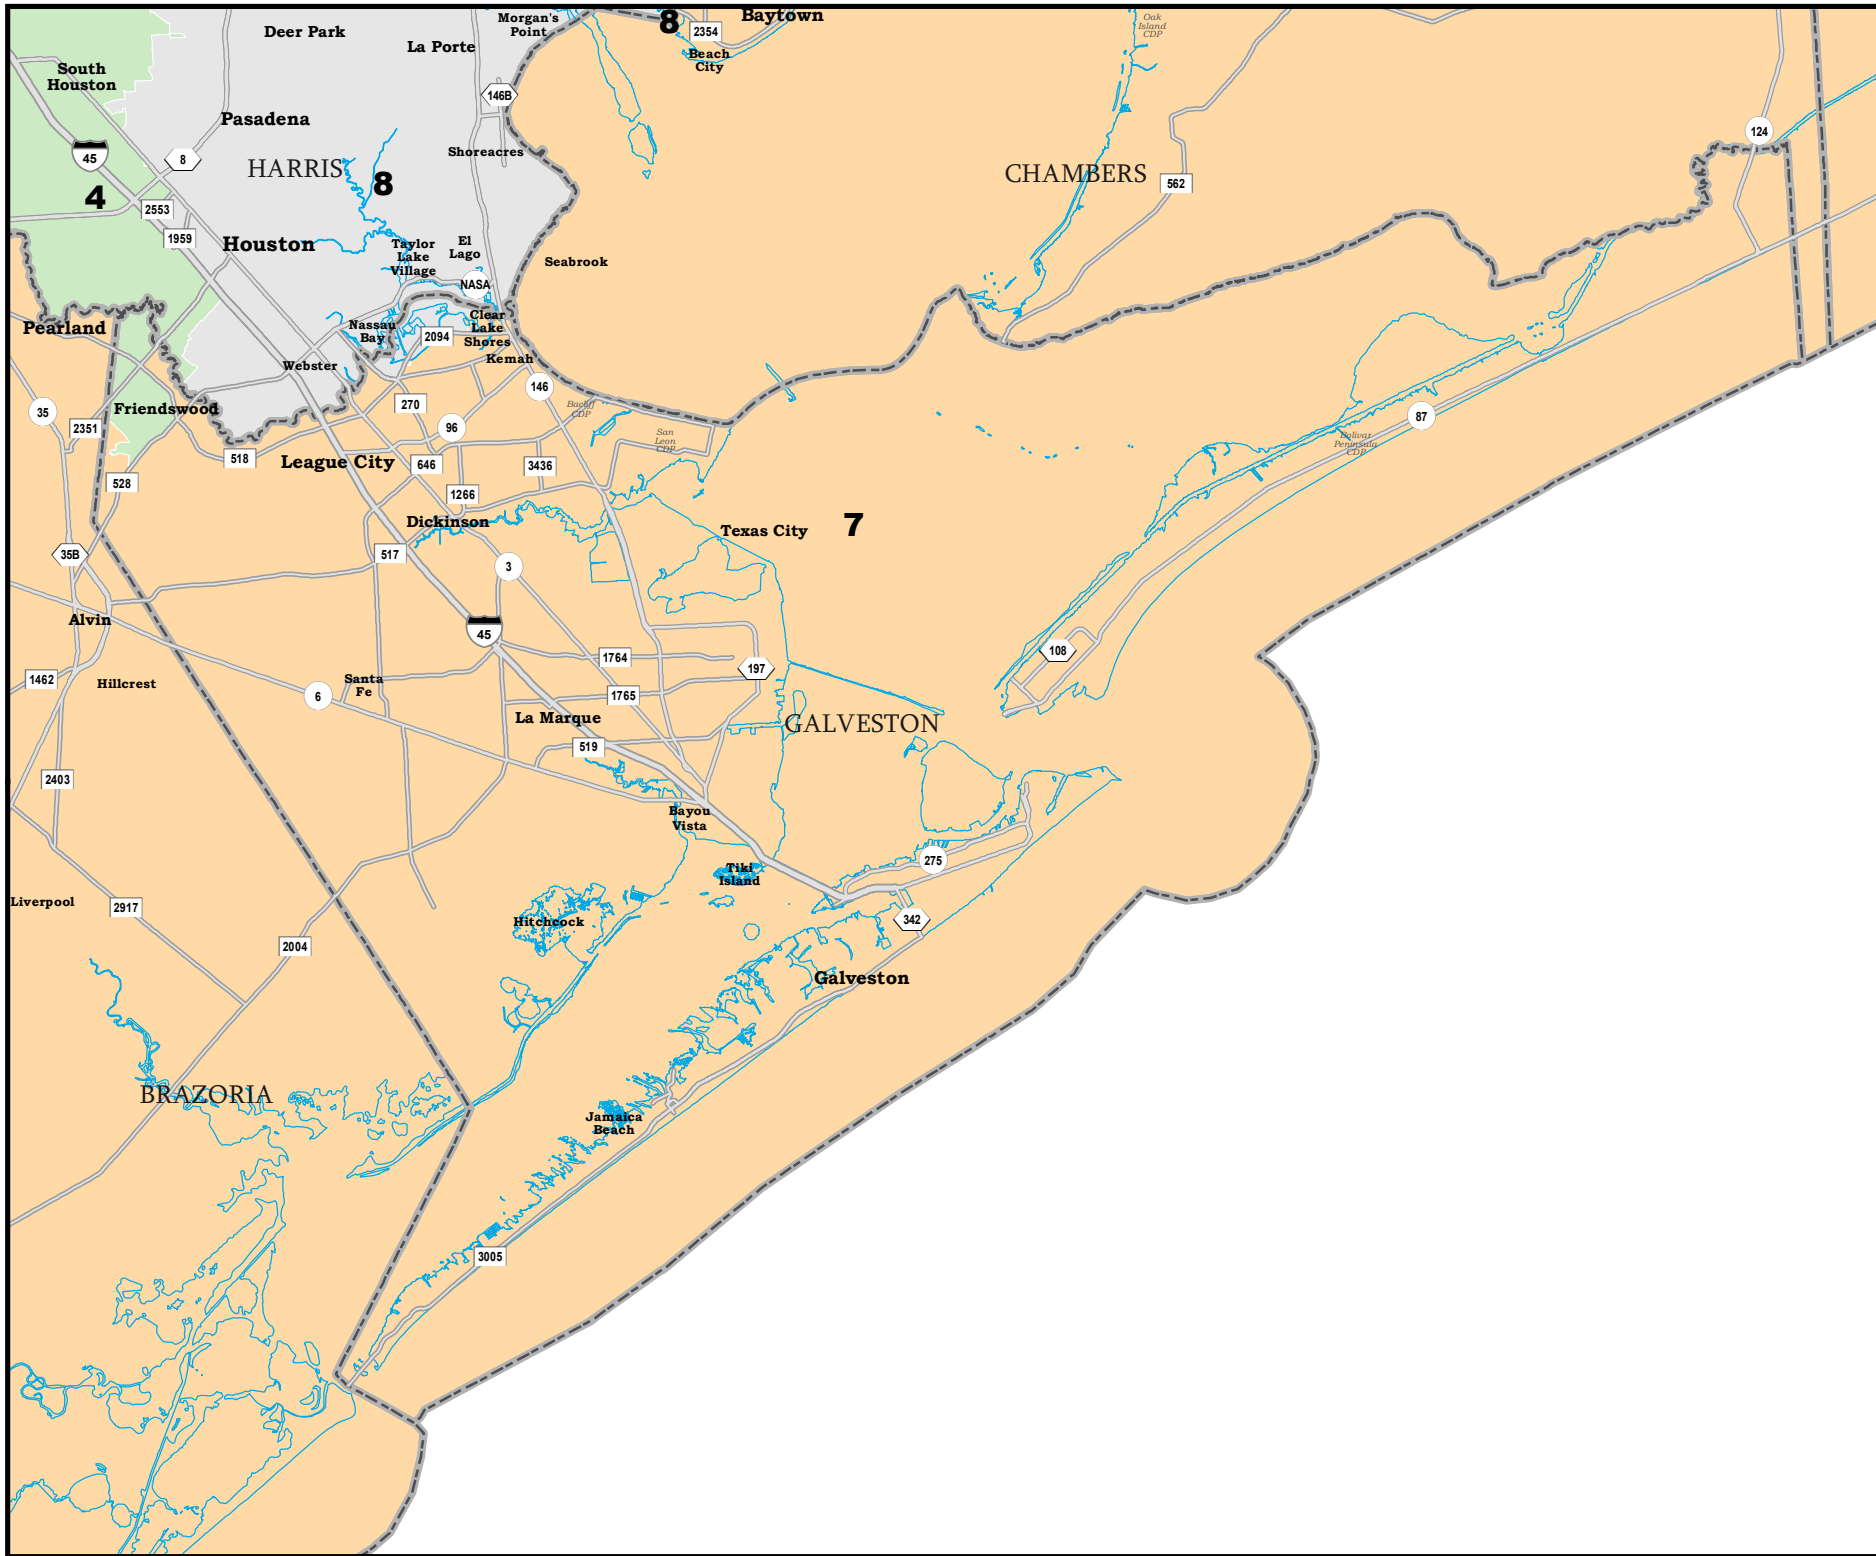 Morgan's
Point
8
Baytown
Oak
Island
CDP
Deer Park
2354
La Porte
Beach
City
South
Houston
146B
Pasadena
124
45
8
Shoreacres
HARRIS
8
CHAMBERS
562
4
2553
1959
Houston
Taylor
Lake
Village
El
Lago
Seabrook
NASA
Pearland
Nassau
Bay
2094
Clear
Lake
Shores
Kemah
Webster
146
35
Friendswood
270
Bacliff
CDP
87
2351
96
San
Leon
CDP
Bolivar
Peninsula
CDP
518
League City
646
3436
528
1266
Dickinson
Texas City
7
35B
517
3
Alvin
45
108
1764
197
1462
Hillcrest
Santa
Fe
6
1765
La Marque
GALVESTON
519
2403
Bayou
Vista
275
Tiki
Island
Liverpool
2917
Hitchcock
342
2004
Galveston
BRAZORIA
Jamaica
Beach
3005